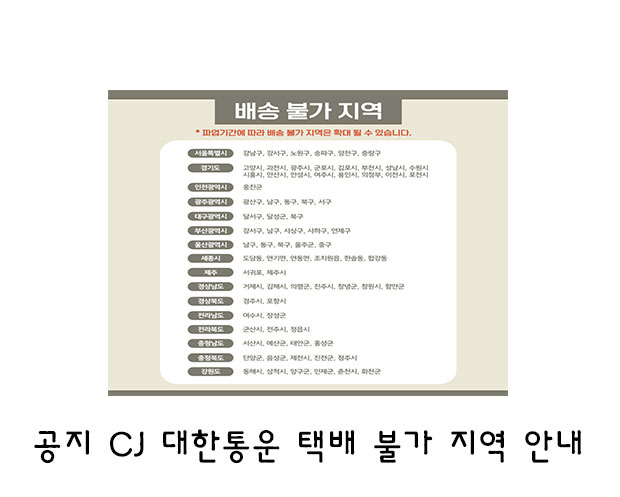 배송 불가 지역
* 파업기간에 따라 배송 불가 지역은 확대 될 수 있습니다.
서울특별시 강남구, 강서구, 노원구, 송파구, 양천구, 중랑구
경기도 고양시, 과천시, 광주시, 군포시, 김포시, 부천시, 성남시, 수원시
시흥시, 안산시, 안성시, 여주시, 용인시, 의정부, 이천시, 포천시
인천광역시 옹진군
광주광역시 광산구, 남구, 동구, 북구, 서구
대구광역시 달서구, 달성군, 북구
부산광역시 강서구, 남구, 사상구, 사하구, 연제구
울산광역시 남구, 동구, 북구, 울주군, 중구
세종시 도담동, 연기면, 연동면, 조치원읍, 한솔동, 합강동
제주 서귀포, 제주시
경상남도 거제시, 김해시, 의령군, 진주시, 창녕군, 창원시, 함안군
경상북도 경주시, 포항시
전라남도 여수시, 장성군
전라북도 군산시, 전주시, 정읍시
충청남도 서산시, 예산군, 태안군, 홍성군
충청북도 단양군, 음성군, 제천시, 진천군, 청주시
강원도 동해시, 삼척시, 양구군, 인제군, 춘천시, 화천군
공지 CJ 대한통운 택배 불가 지역 안내